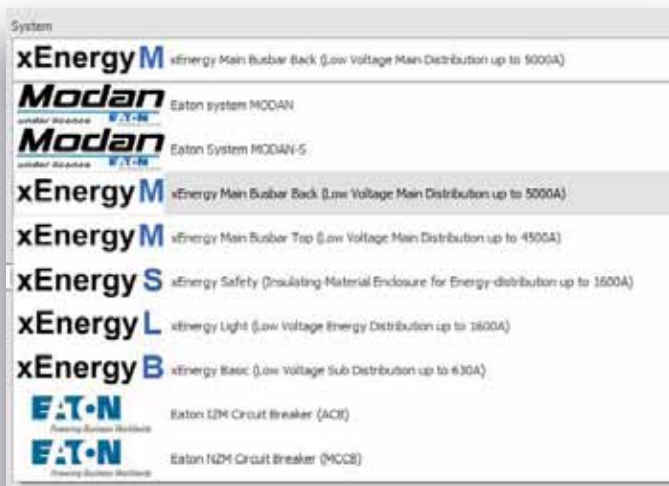 System
xEnergy M xEnergy Main Busbar Back (Low Voltage Main Distribution up to 5000A)
Modan Eaton system MODAN
under licence EATON
Modan Eaton System MODAN-S
under licence EATON
xEnergy M xEnergy Main Busbar Back (Low Voltage Main Distribution up to 5000A)
xEnergy M xEnergy Main Busbar Top (Low Voltage Main Distribution up to 4500A)
xEnergy S xEnergy Safety (Insulating-Material Enclosure for Energy-distribution up to 1600A)
xEnergy L xEnergy Light (Low Voltage Energy Distribution up to 1600A)
xEnergy B xEnergy Basic (Low Voltage Sub Distribution up to 630A)
EATON Eaton IZM Circuit Breaker (ACB)
Powering Business Worldwide
EATON Eaton NZM Circuit Breaker (MCCB)
Powering Business Worldwide